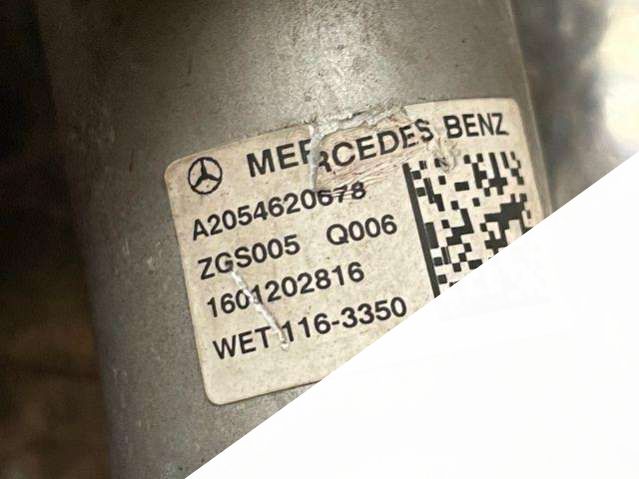 MERCEDES BENZ
A2054620678
ZGS005 Q006
1601202816
WET 116-3350